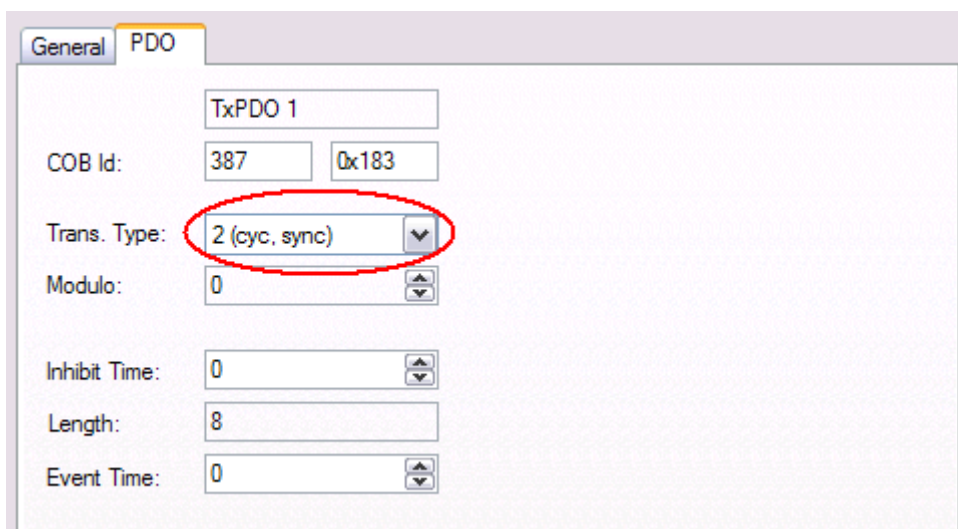 General PDO
TxPDO 1
COB Id: 387 0x183
Trans. Type: 2 (cyc, sync)
Modulo: 0
Inhibit Time: 0
Length: 8
Event Time: 0